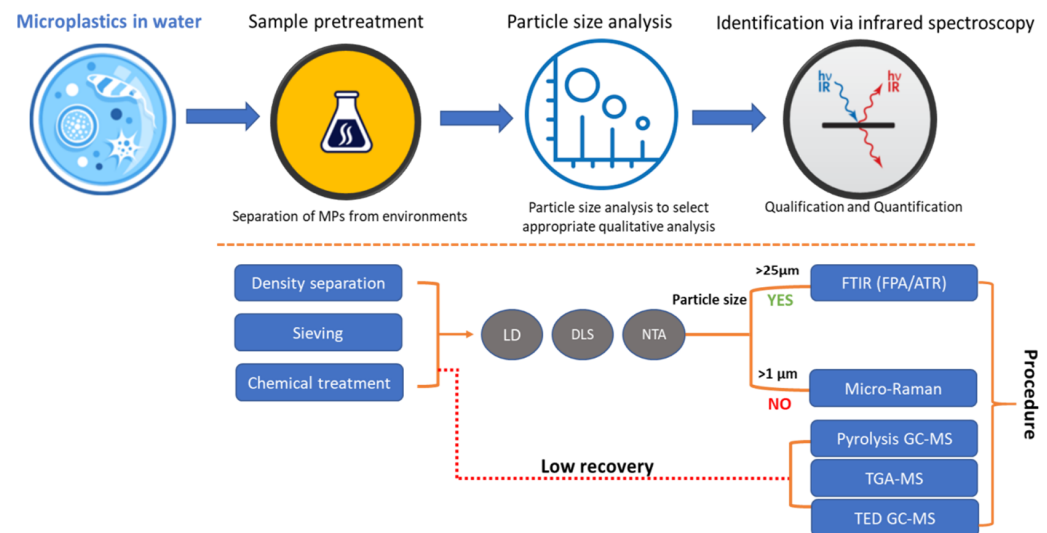 Microplastics in water
Sample pretreatment
Particle size analysis
Identification via infrared spectroscopy
hν
IR
hν
IR
Separation of MPs from environments
Particle size analysis to select
appropriate qualitative analysis
Qualification and Quantification
Density separation
Sieving
Chemical treatment
LD
DLS
NTA
Particle size
>25μm
YES
>1 μm
NO
FTIR (FPA/ATR)
Micro-Raman
Pyrolysis GC-MS
TGA-MS
TED GC-MS
Low recovery
Procedure